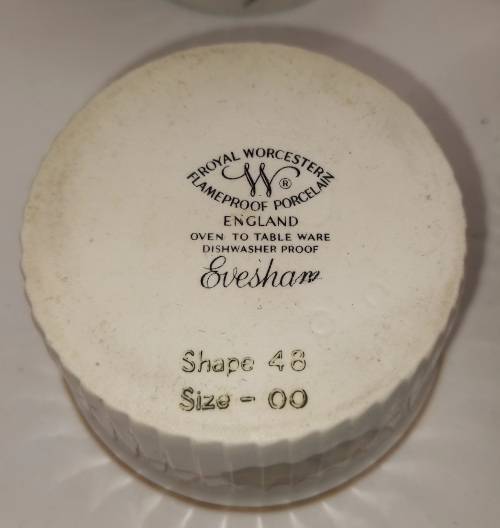 ROYAL WORCESTER
W ®
FLAMEPROOF PORCELAIN
ENGLAND
OVEN TO TABLE WARE
DISHWASHER PROOF
Evesham
Shape 48
Size - 00